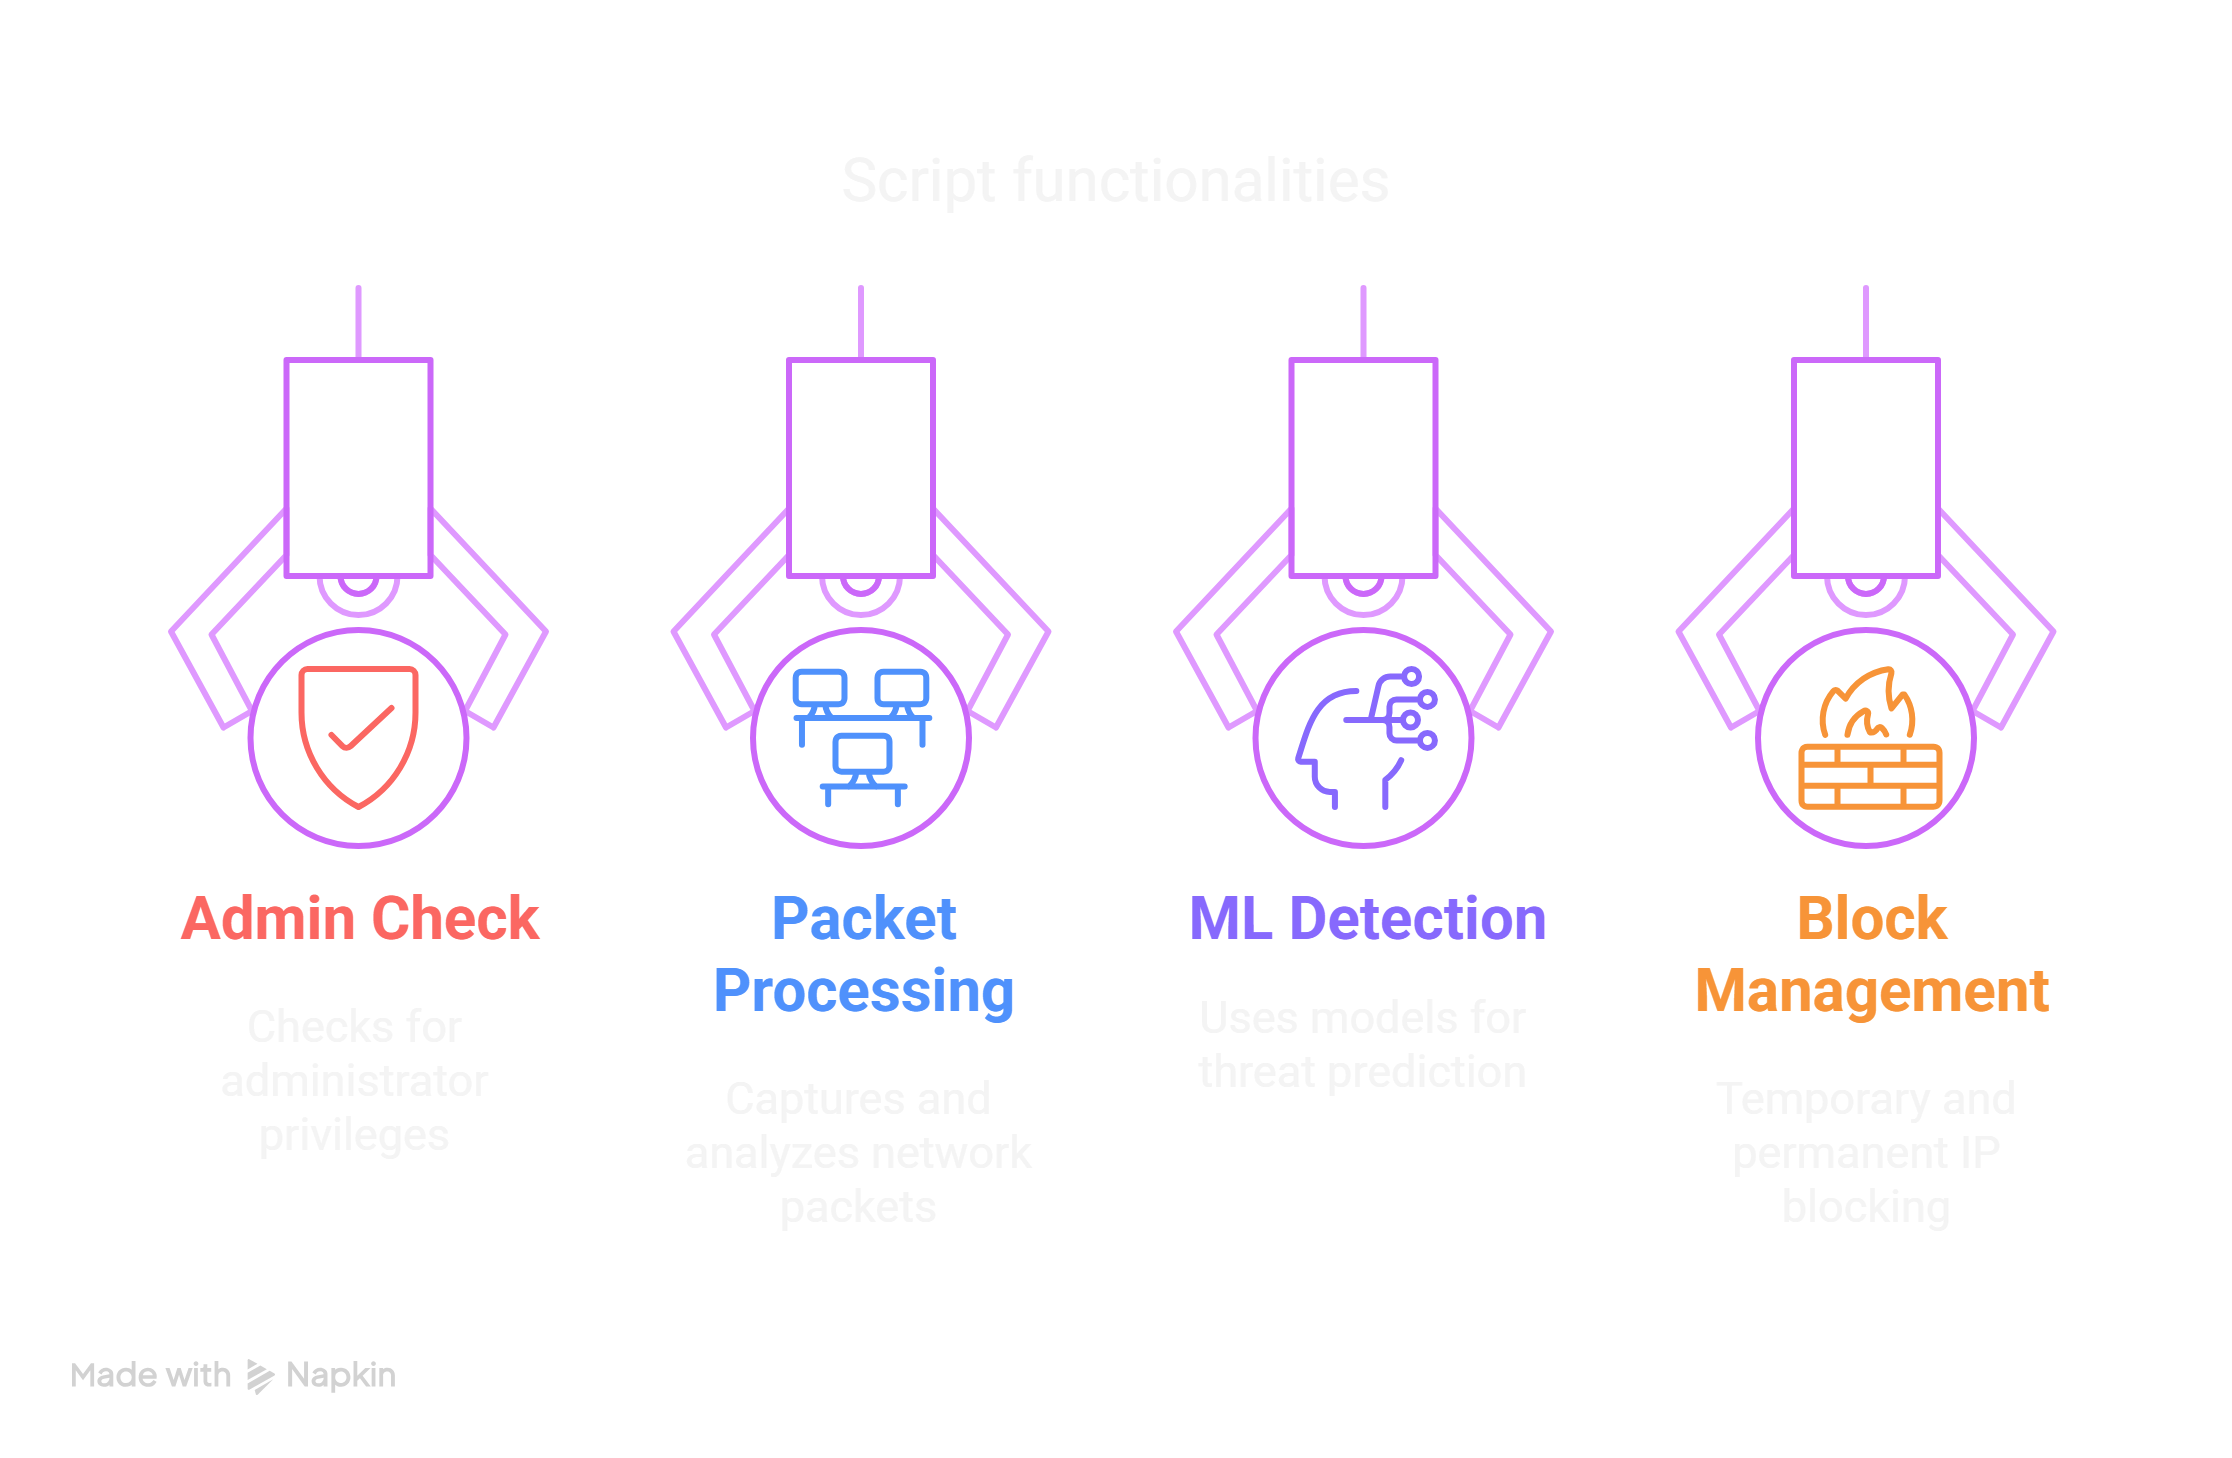 Script functionalities
Admin Check
Checks for
administrator
privileges
Packet
Processing
Captures and
analyzes network
packets
ML Detection
Uses models for
threat prediction
Block
Management
Temporary and
permanent IP
blocking
Made with Napkin